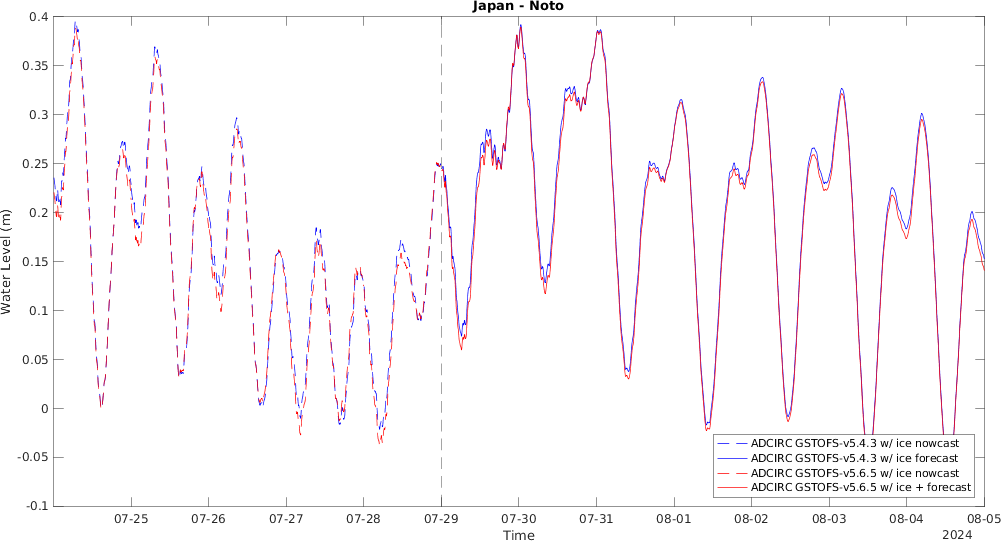 Japan - Noto
Water Level (m)
0.4
0.35
0.3
0.25
0.2
0.15
0.1
0.05
0
-0.05
-0.1
ADCIRC GSTOFS-v5.4.3 w/ ice nowcast
ADCIRC GSTOFS-v5.4.3 w/ ice forecast
ADCIRC GSTOFS-v5.6.5 w/ ice nowcast
ADCIRC GSTOFS-v5.6.5 w/ ice + forecast
07-25 07-26 07-27 07-28 07-29 07-30 07-31 08-01 08-02 08-03 08-04 08-05
Time
2024